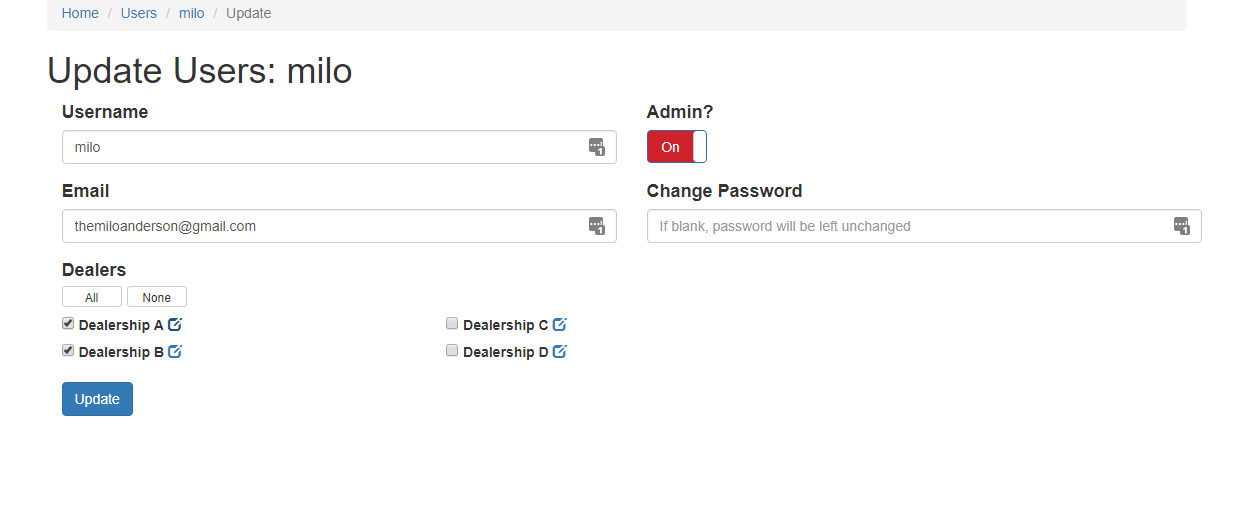 Home / Users / milo / Update
Update Users: milo
Username
milo
Admin?
On
Email
themiloanderson@gmail.com
Change Password
If blank, password will be left unchanged
Dealers
All None
Dealership A Dealership C
Dealership B Dealership D
Update